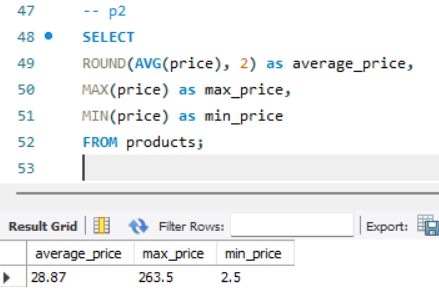 47 -- p2
48 SELECT
49 ROUND(AVG(price), 2) as average_price,
50 MAX(price) as max_price,
51 MIN(price) as min_price
52 FROM products;
53
Result Grid Filter Rules: Export:
average_price max_price min_price
28.87 263.5 2.5